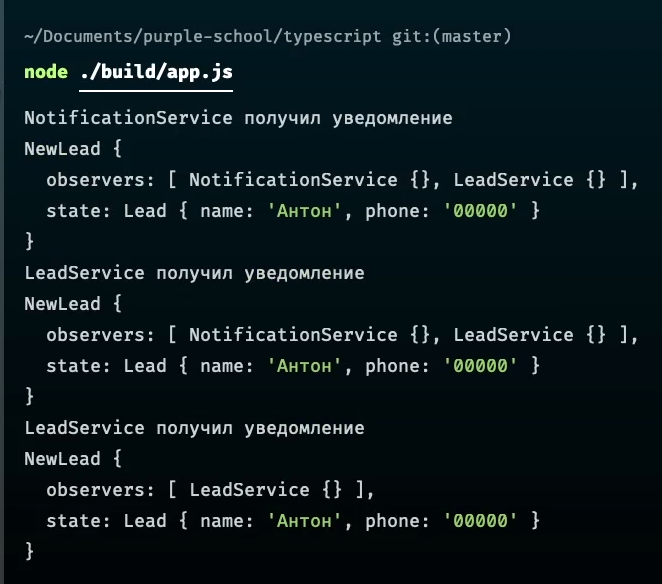 ~/Documents/purple-school/typescript git:(master)
node ./build/app.js
NotificationService получил уведомление
NewLead {
  observers: [ NotificationService {}, LeadService {} ],
  state: Lead { name: 'Антон', phone: '00000' }
}
LeadService получил уведомление
NewLead {
  observers: [ NotificationService {}, LeadService {} ],
  state: Lead { name: 'Антон', phone: '00000' }
}
LeadService получил уведомление
NewLead {
  observers: [ LeadService {} ],
  state: Lead { name: 'Антон', phone: '00000' }
}